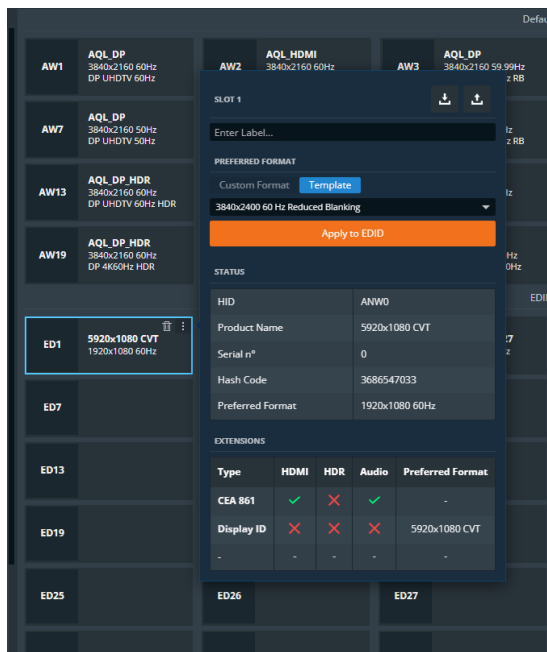 Defau
AW1
AQL_DP
3840x2160 60Hz
DP UHDTV 60Hz
AW2
AQL_HDMI
3840x2160 60Hz
AW3
AQL_DP
3840x2160 59.99Hz
z RB
AW7
AQL_DP
3840x2160 50Hz
DP UHDTV 50Hz
lz
z RB
AW13
AQL_DP_HDR
3840x2160 60Hz
DP UHDTV 60Hz HDR
lz
AW19
AQL_DP_HDR
3840x2160 60Hz
DP 4K60Hz HDR
Hz
0Hz
SLOT 1
Enter Label...
PREFERRED FORMAT
Custom Format Template
3840x2400 60 Hz Reduced Blanking
Apply to EDID
STATUS
HID ANW0
Product Name 5920x1080 CVT
Serial nº 0
Hash Code 3686547033
Preferred Format 1920x1080 60Hz
EXTENSIONS
Type HDMI HDR Audio Preferred Format
CEA 861 -
Display ID 5920x1080 CVT
- - - - -
EDI
ED1
5920x1080 CVT
1920x1080 60Hz
27
z
ED7
ED13
ED19
ED25
ED26
ED27